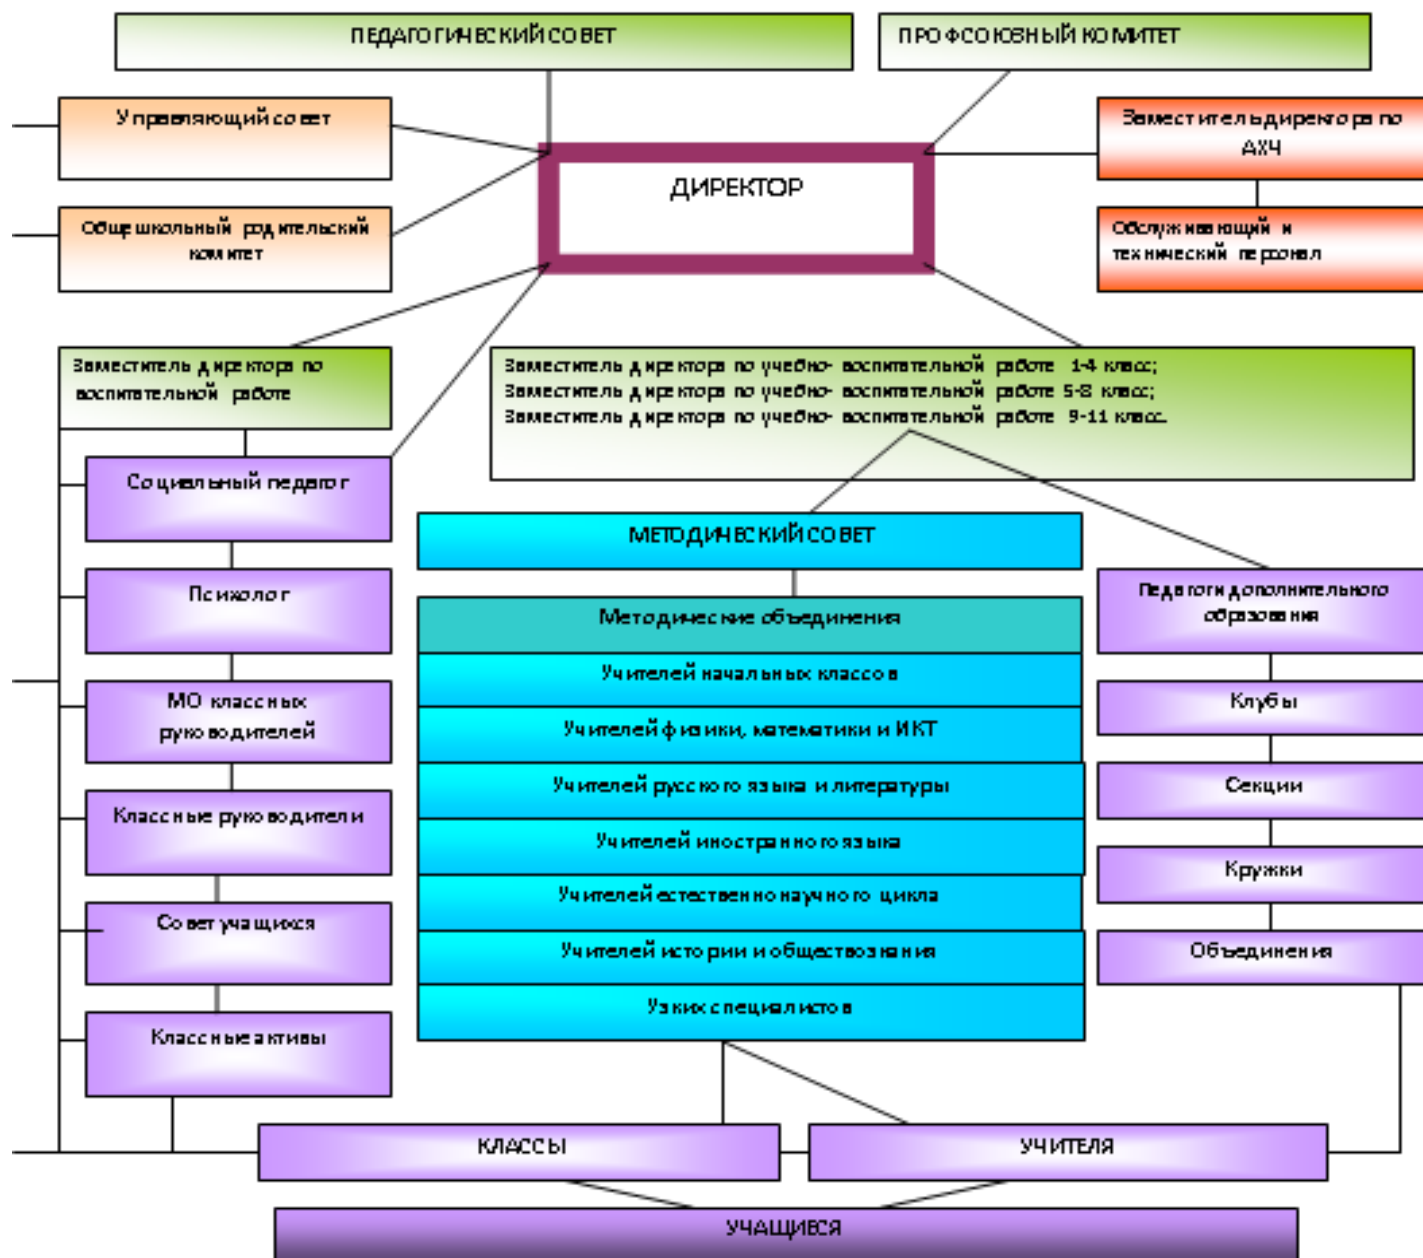 ПЕДАГОГИЧЕСКИЙ СОВЕТ
ПРОФСОЮЗНЫЙ КОМИТЕТ
Управляющий совет
Заместитель директора по
АХЧ
ДИРЕКТОР
Общешкольный родительский
комитет
Обслуживающий и
технический персонал
Заместитель директора по
воспитательной работе
Заместитель директора по учебно- воспитательной работе 1-4 класс;
Заместитель директора по учебно- воспитательной работе 5-8 класс;
Заместитель директора по учебно- воспитательной работе 9-11 класс.
Социальный педагог
Психолог
МО классных
руководителей
Классные руководители
Совет учащихся
Классные активы
МЕТОДИЧЕСКИЙ СОВЕТ
Методические объединения
Учителей начальных классов
Учителей физики, математики и ИКТ
Учителей русского языка и литературы
Учителей иностранного языка
Учителей естественно научного цикла
Учителей истории и обществознания
Узких специалистов
Педагоги дополнительного
образования
Клубы
Секции
Кружки
Объединения
КЛАССЫ
УЧИТЕЛЯ
УЧАЩИЕСЯ